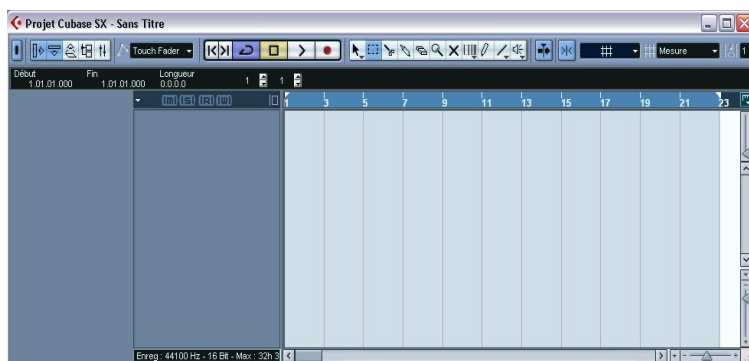 Projet Cubase SX - Sans Titre
Touch Fader
Mesure
1
Début Fin Longueur
1.01.01.000 1.01.01.000 0.0.0.0 1 1
M S R W
1 3 5 7 9 11 13 15 17 19 21 23
Enreg : 44100 Hz - 16 Bit - Max : 32h 3